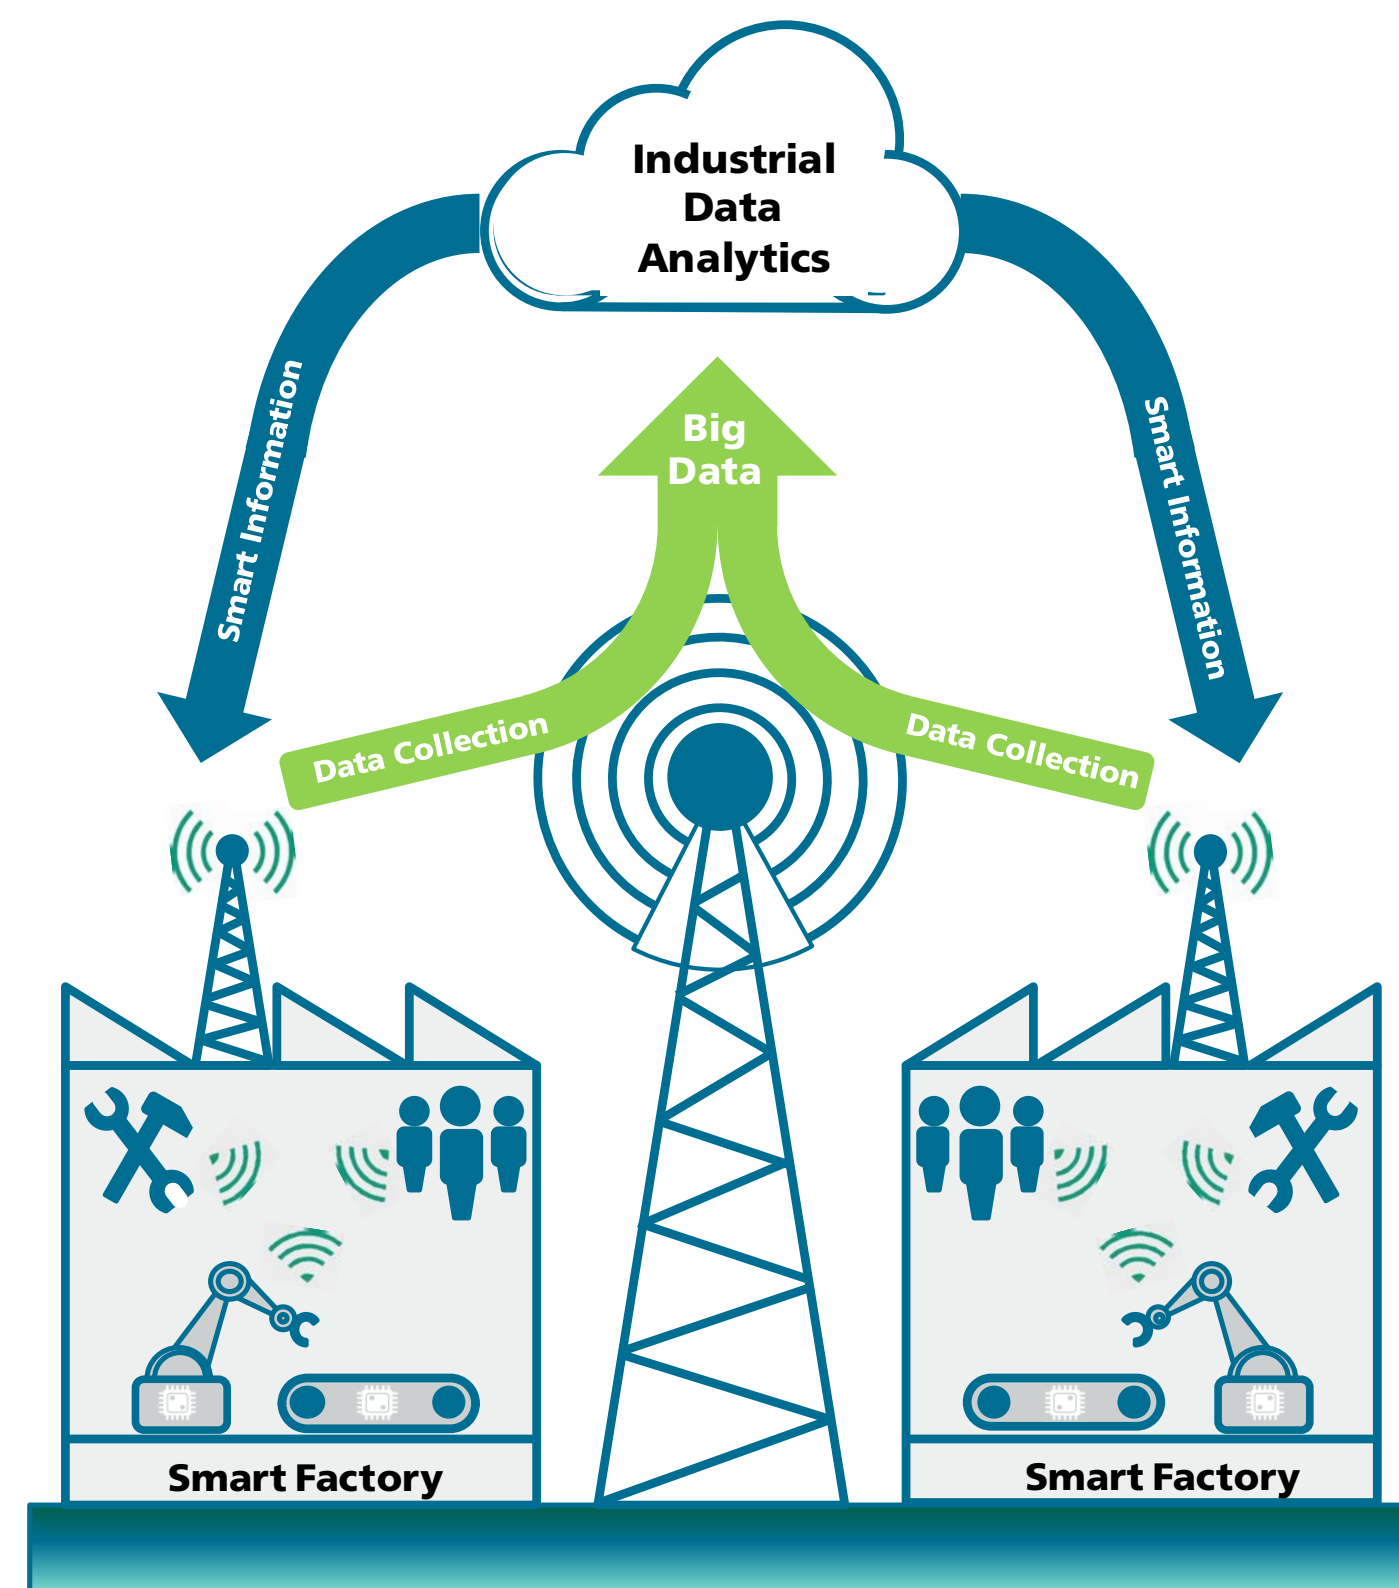 Industrial
Data
Analytics
Big
Data
Smart Information
Smart Information
Data Collection
Data Collection
Smart Factory
Smart Factory